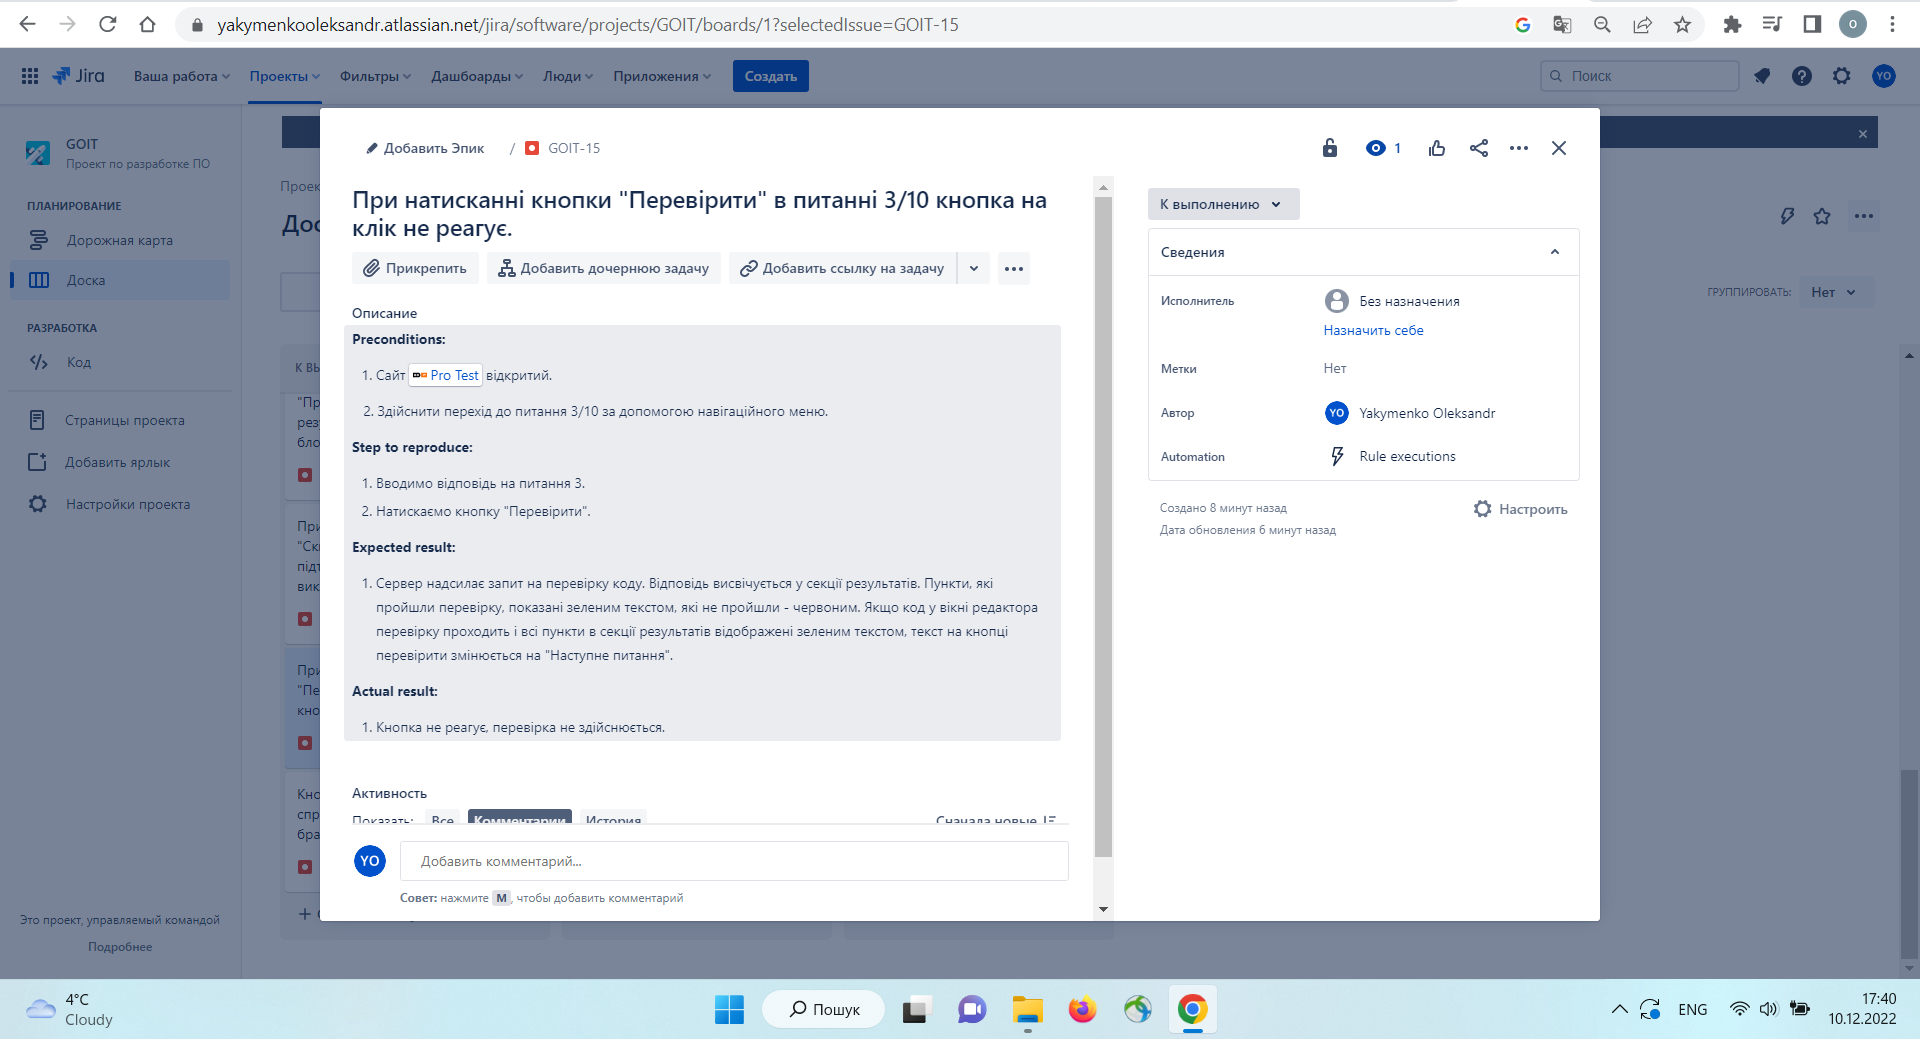 yakymenkooleksandr.atlassian.net/jira/software/projects/GOIT/boards/1?selectedIssue=GOIT-15
O
Jira
Ваша работа
Проекты
Фильтры
Дашборды
Люди
Приложения
Создать
Поиск
YO
GOIT
Проект по разработке ПО
ПЛАНИРОВАНИЕ
Дорожная карта
Доска
РАЗРАБОТКА
Код
Страницы проекта
Добавить ярлык
Настройки проекта
Это проект, управляемый командой
Подробнее
ГРУППИРОВАТЬ:
Нет
Добавить Эпик
/
GOIT-15
1
При натисканні кнопки "Перевірити" в питанні 3/10 кнопка на
клік не реагує.
Прикрепить
Добавить дочернюю задачу
Добавить ссылку на задачу
Описание
Preconditions:
1. Сайт Pro Test відкритий.
2. Здійснити перехід до питання 3/10 за допомогою навігаційного меню.
Step to reproduce:
1. Вводимо відповідь на питання 3.
2. Натискаємо кнопку "Перевірити".
Expected result:
1. Сервер надсилає запит на перевірку коду. Відповідь висвічується у секції результатів. Пункти, які
пройшли перевірку, показані зеленим текстом, які не пройшли - червоним. Якщо код у вікні редактора
перевірку проходить і всі пункти в секції результатів відображені зеленим текстом, текст на кнопці
перевірити змінюється на "Наступне питання".
Actual result:
1. Кнопка не реагує, перевірка не здійснюється.
Активность
Показать:
Все
Комментарии
История
Сначала новые
YO
Добавить комментарий...
Совет: нажмите M, чтобы добавить комментарий
К выполнению
Сведения
Исполнитель
Без назначения
Назначить себе
Метки
Нет
Автор
YO
Yakymenko Oleksandr
Automation
Rule executions
Создано 8 минут назад
Дата обновления 6 минут назад
Настроить
4°C
Cloudy
Пошук
ENG
17:40
10.12.2022